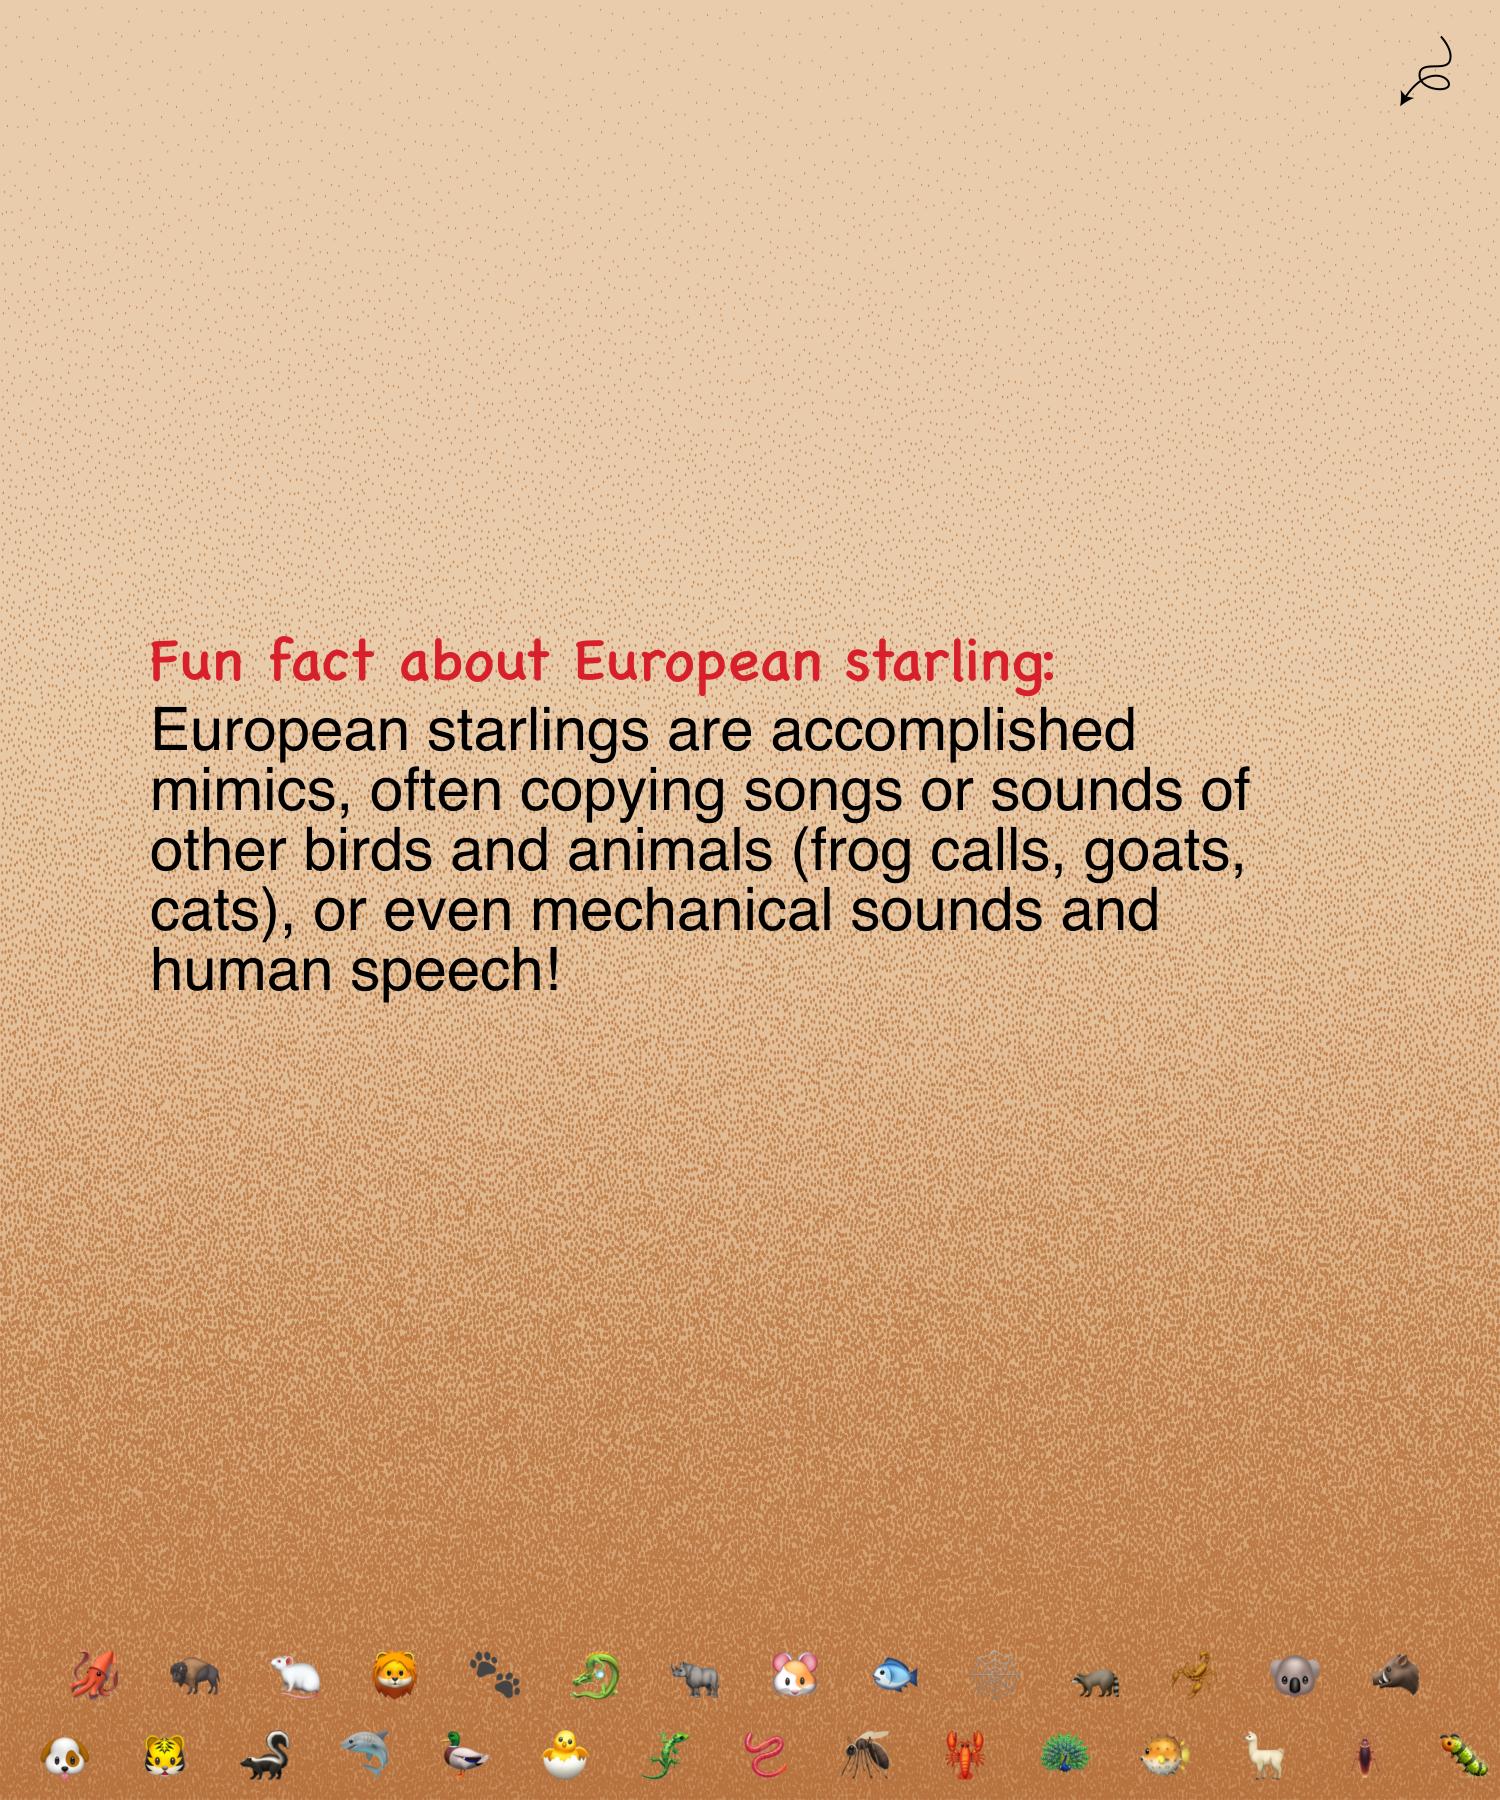 Fun fact about European starling:
European starlings are accomplished
mimics, often copying songs or sounds of
other birds and animals (frog calls, goats,
cats), or even mechanical sounds and
human speech!